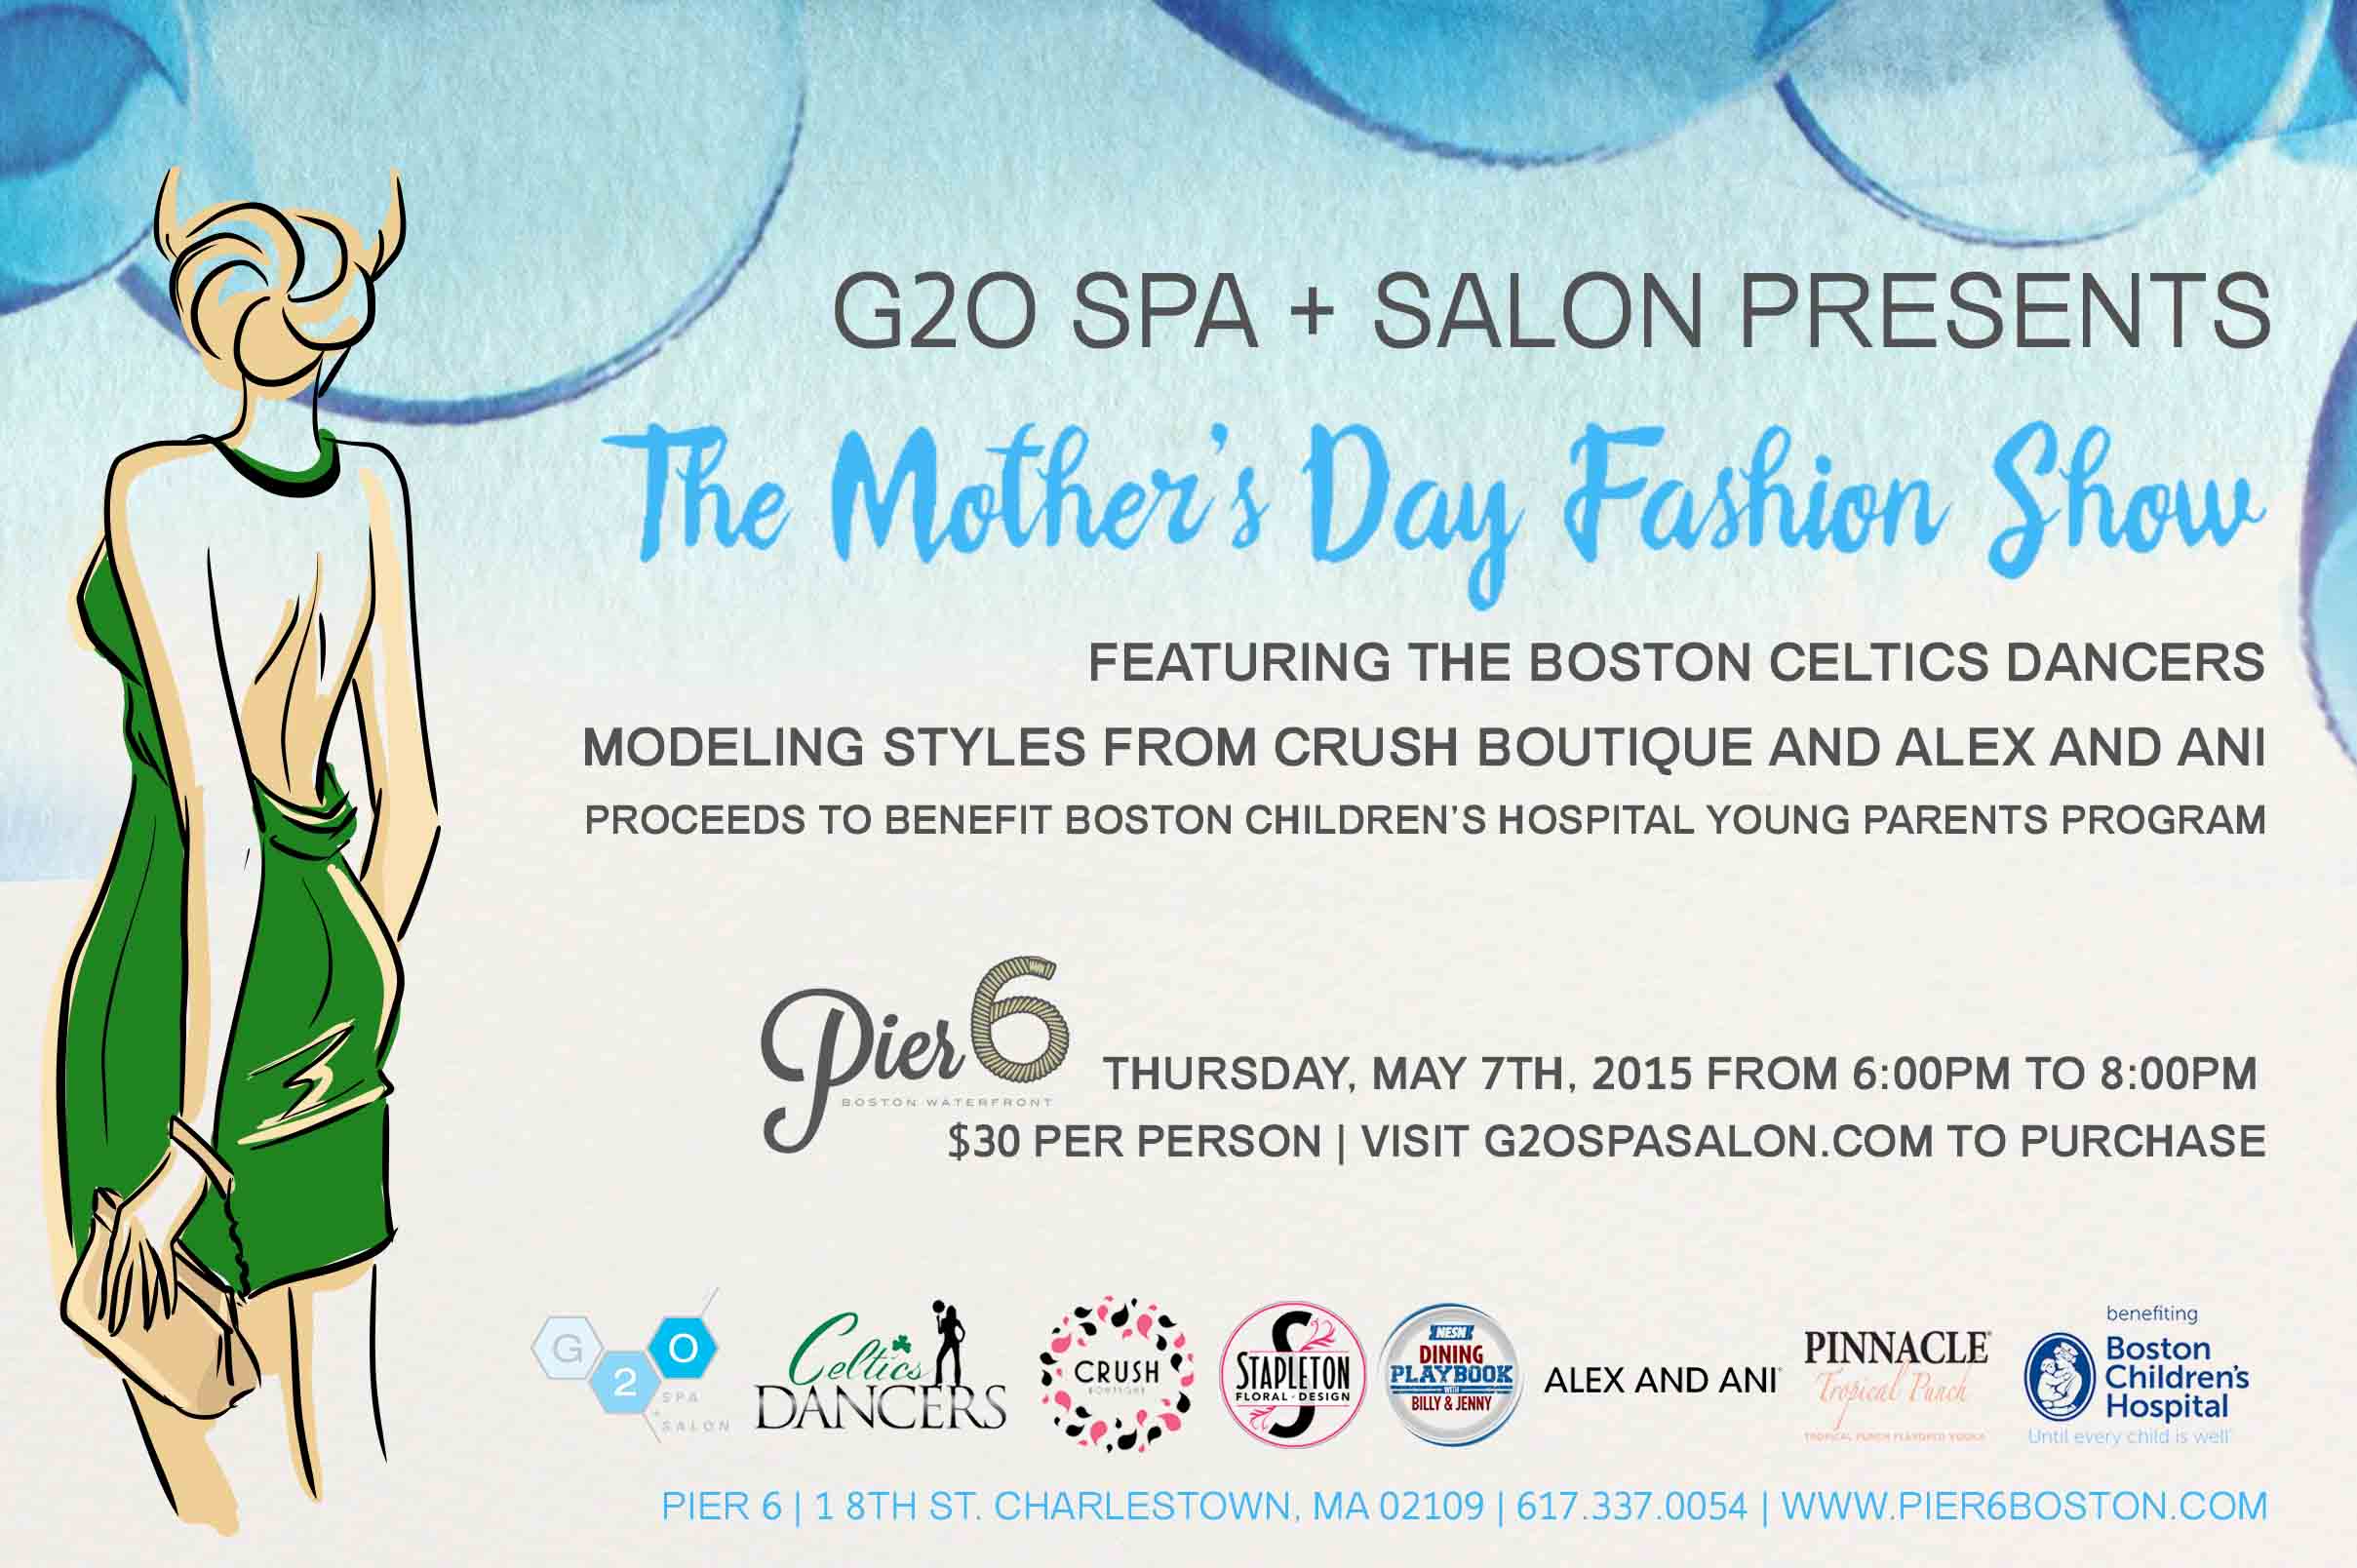 G2O SPA + SALON PRESENTS
The Mother's Day Fashion Show
FEATURING THE BOSTON CELTICS DANCERS
MODELING STYLES FROM CRUSH BOUTIQUE AND ALEX AND ANI
PROCEEDS TO BENEFIT BOSTON CHILDREN'S HOSPITAL YOUNG PARENTS PROGRAM
Pier 6
BOSTON WATERFRONT
THURSDAY, MAY 7TH, 2015 FROM 6:00PM TO 8:00PM
$30 PER PERSON | VISIT G2OSPASALON.COM TO PURCHASE
G2O
SPA
+
SALON
Celtics
DANCERS
CRUSH
BOUTIQUE
S
STAPLETON
FLORAL · DESIGN
NESN
DINING
PLAYBOOK
WITH
BILLY & JENNY
ALEX AND ANI
PINNACLE®
Tropical Punch
TROPICAL PUNCH FLAVORED VODKA
benefiting
Boston
Children's
Hospital
Until every child is well
PIER 6 | 1 8TH ST. CHARLESTOWN, MA 02109 | 617.337.0054 | WWW.PIER6BOSTON.COM